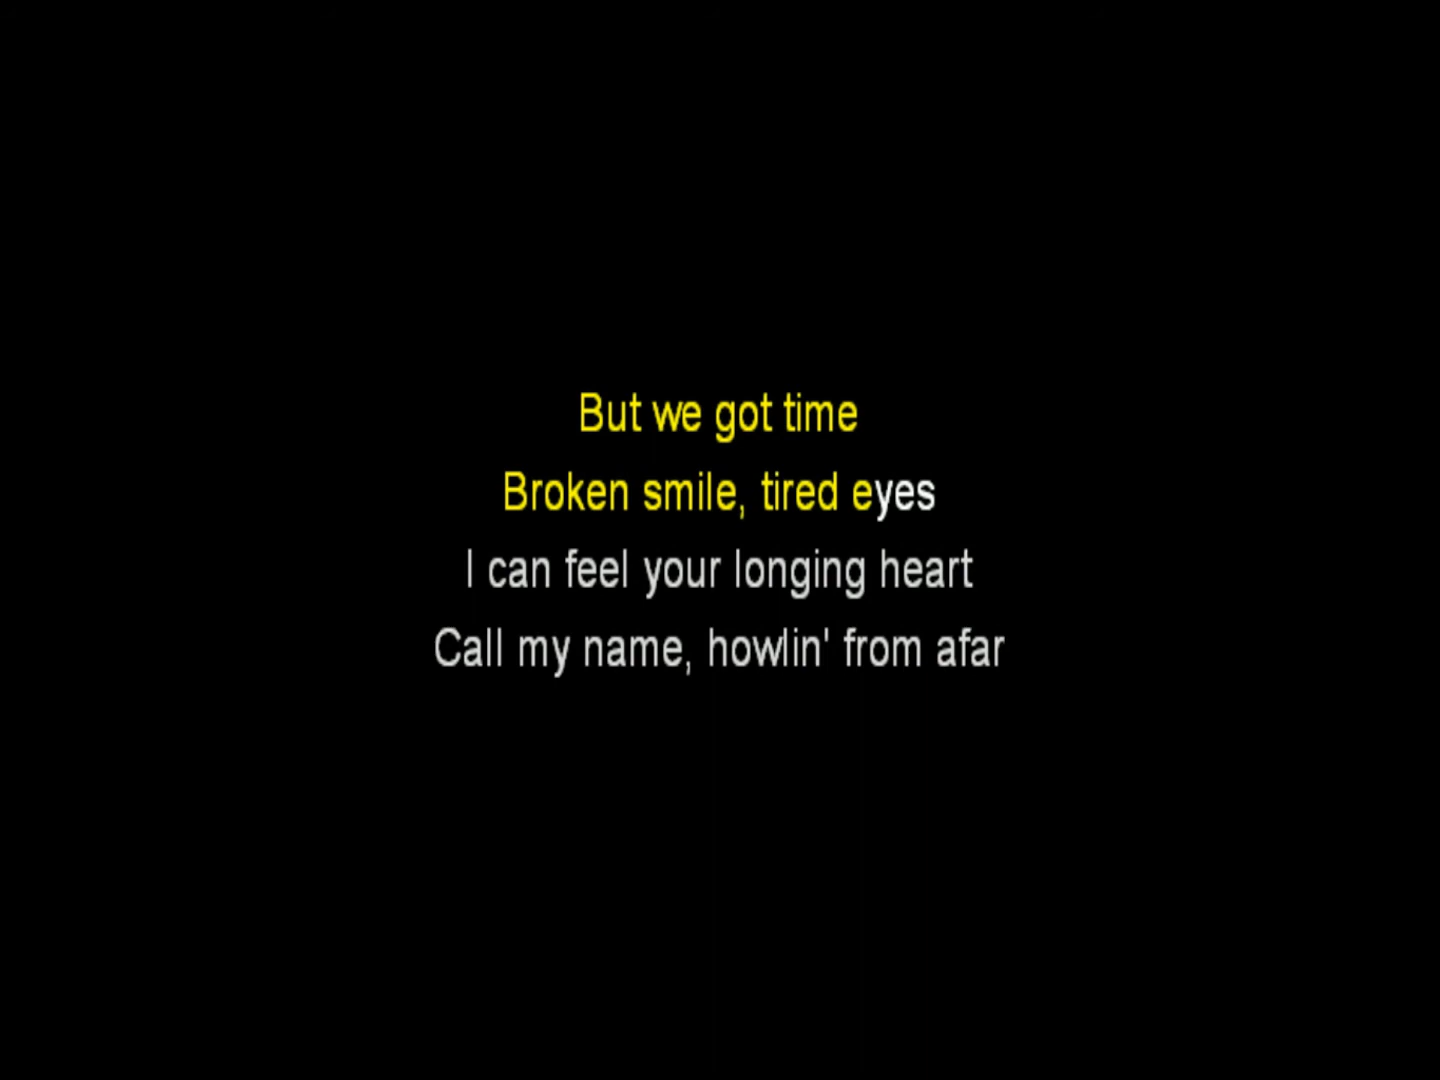 But we got time
Broken smile, tired eyes
I can feel your longing heart
Call my name, howlin' from afar